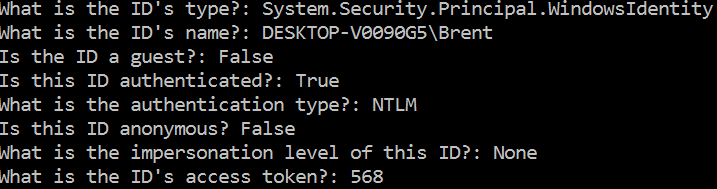 What is the ID's type?: System.Security.Principal.WindowsIdentity
What is the ID's name?: DESKTOP-V0090G5\Brent
Is the ID a guest?: False
Is this ID authenticated?: True
What is the authentication type?: NTLM
Is this ID anonymous? False
What is the impersonation level of this ID?: None
What is the ID's access token?: 568